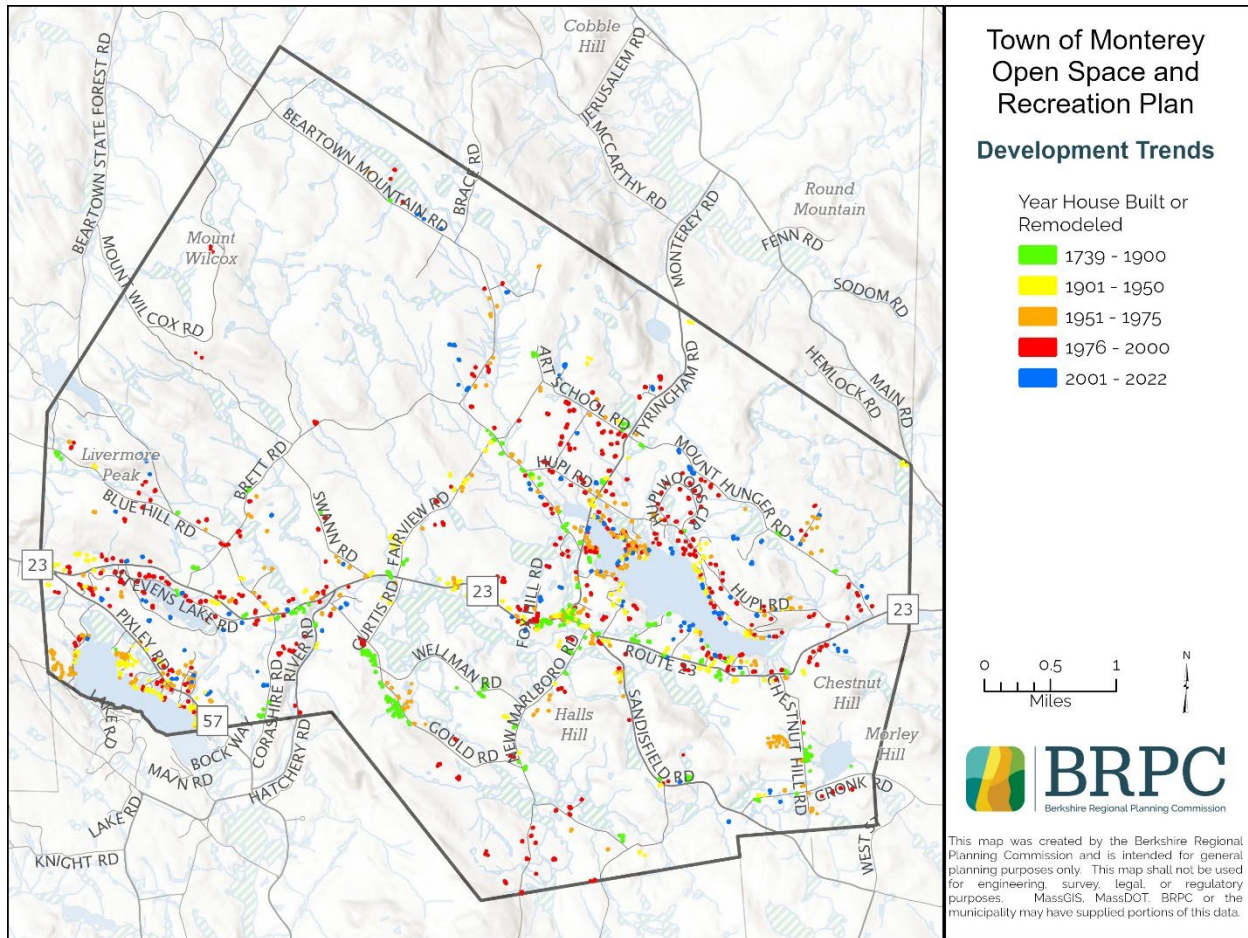 Town of Monterey
Open Space and
Recreation Plan
Development Trends
Year House Built or
Remodeled
1739 - 1900
1901 - 1950
1951 - 1975
1976 - 2000
2001 - 2022
N
0 0.5 1
Miles
BRPC
Berkshire Regional Planning Commission
This map was created by the Berkshire Regional
Planning Commission and is intended for general
planning purposes only. This map shall not be used
for engineering, survey, legal, or regulatory
purposes. MassGIS, MassDOT, BRPC or the
municipality may have supplied portions of this data.
Cobble
Hill
BEARTOWN STATE FOREST RD
JERUSALEM RD
BEARTOWN MOUNTAIN RD
BRACE RD
MCCARTHY RD
Round
Mountain
MONTEREY RD
FENN RD
Mount
Wilcox
MOUNT WILCOX RD
SODOM RD
HEMLOCK RD
MAIN RD
ART SCHOOL RD
TYRINGHAM RD
Livermore
Peak
BRETT RD
HUPI RD
MOUNT HUNGER RD
BLUE HILL RD
SWANN RD
FAIRVIEW RD
HUPI RD
23
23
23
FOX HILL RD
PIXLEY RD
CURTIS RD
RIVER RD
WELLMAN RD
ROUTE 23
CORASHIRE RD
NEW MARLBORO RD
CHESTNUT HILL RD
Chestnut
Hill
57
LAKE RD
BOCK WAY
GOULD RD
Halls
Hill
SANDISFIELD RD
Morley
Hill
MAIN RD
HATCHERY RD
CRONK RD
LAKE RD
KNIGHT RD